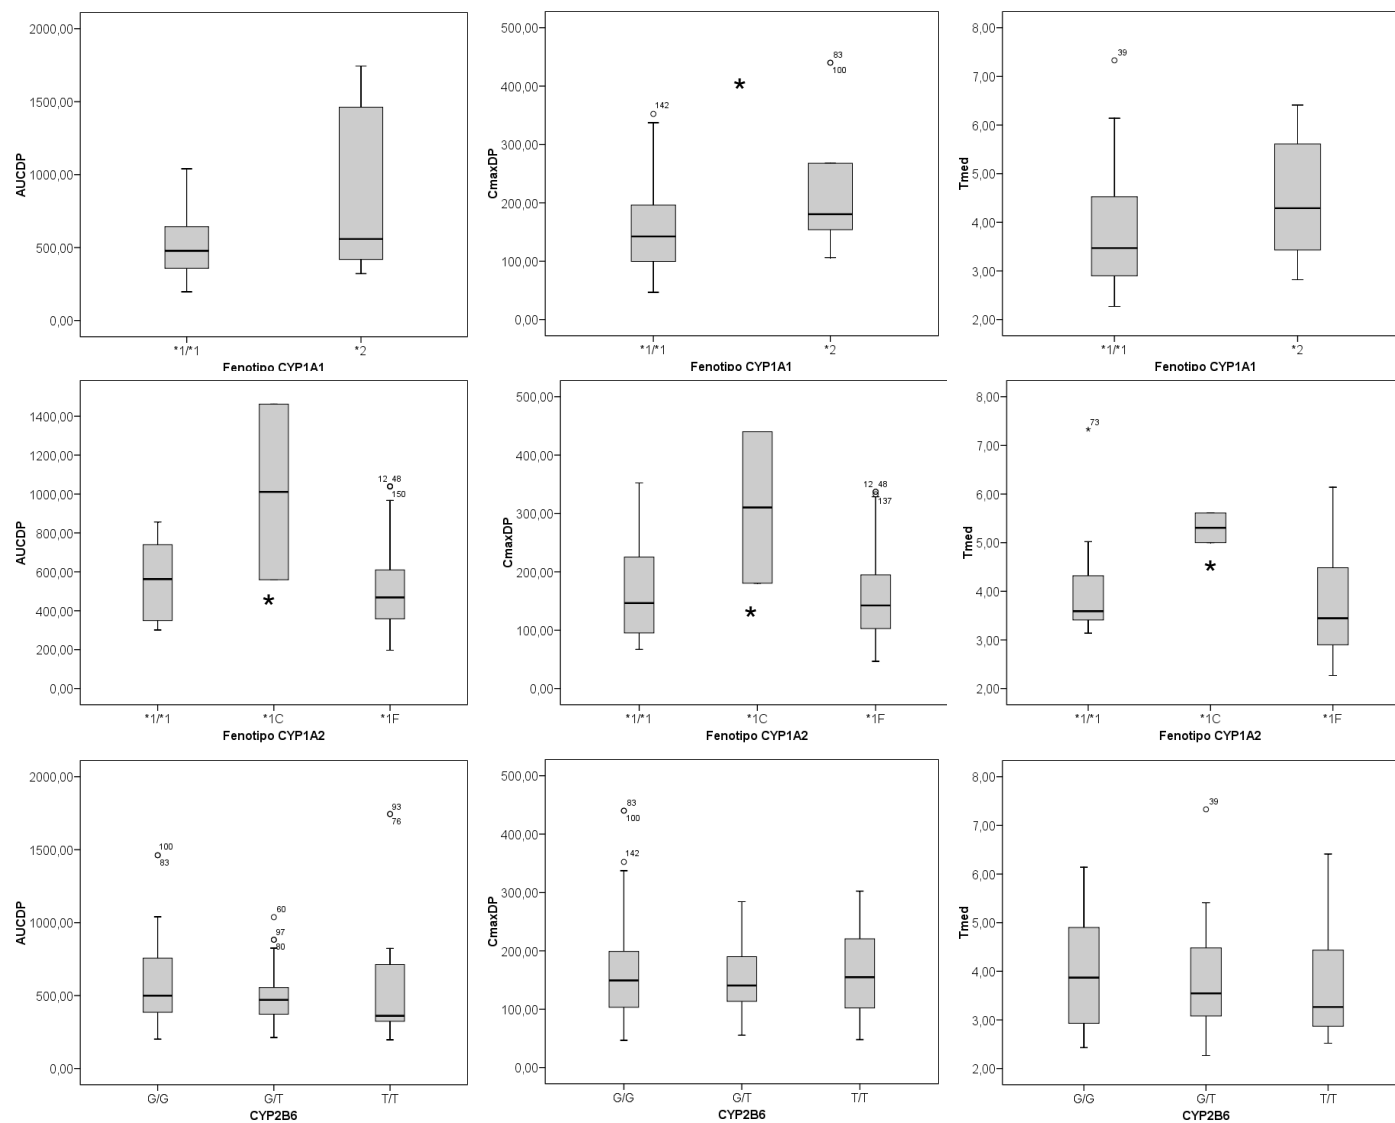 AUCDP
2000,00
1500,00
1000,00
500,00
0,00
*1/*1
*2
Fenotipo CYP1A1
CmaxDP
500,00
400,00
300,00
200,00
100,00
0,00
142
*
83
100
*1/*1
*2
Fenotipo CYP1A1
Tmed
8,00
7,00
6,00
5,00
4,00
3,00
2,00
39
*1/*1
*2
Fenotipo CYP1A1
AUCDP
1400,00
1200,00
1000,00
800,00
600,00
400,00
200,00
0,00
*
12 48
150
*1/*1
*1C
*1F
Fenotipo CYP1A2
CmaxDP
500,00
400,00
300,00
200,00
100,00
0,00
*
12 48
137
*1/*1
*1C
*1F
Fenotipo CYP1A2
Tmed
8,00
7,00
6,00
5,00
4,00
3,00
2,00
73
*
*
*1/*1
*1C
*1F
Fenotipo CYP1A2
AUCDP
2000,00
1500,00
1000,00
500,00
0,00
100
83
60
97
80
93
76
G/G
G/T
T/T
CYP2B6
CmaxDP
500,00
400,00
300,00
200,00
100,00
0,00
83
100
142
G/G
G/T
T/T
CYP2B6
Tmed
8,00
7,00
6,00
5,00
4,00
3,00
2,00
39
G/G
G/T
T/T
CYP2B6